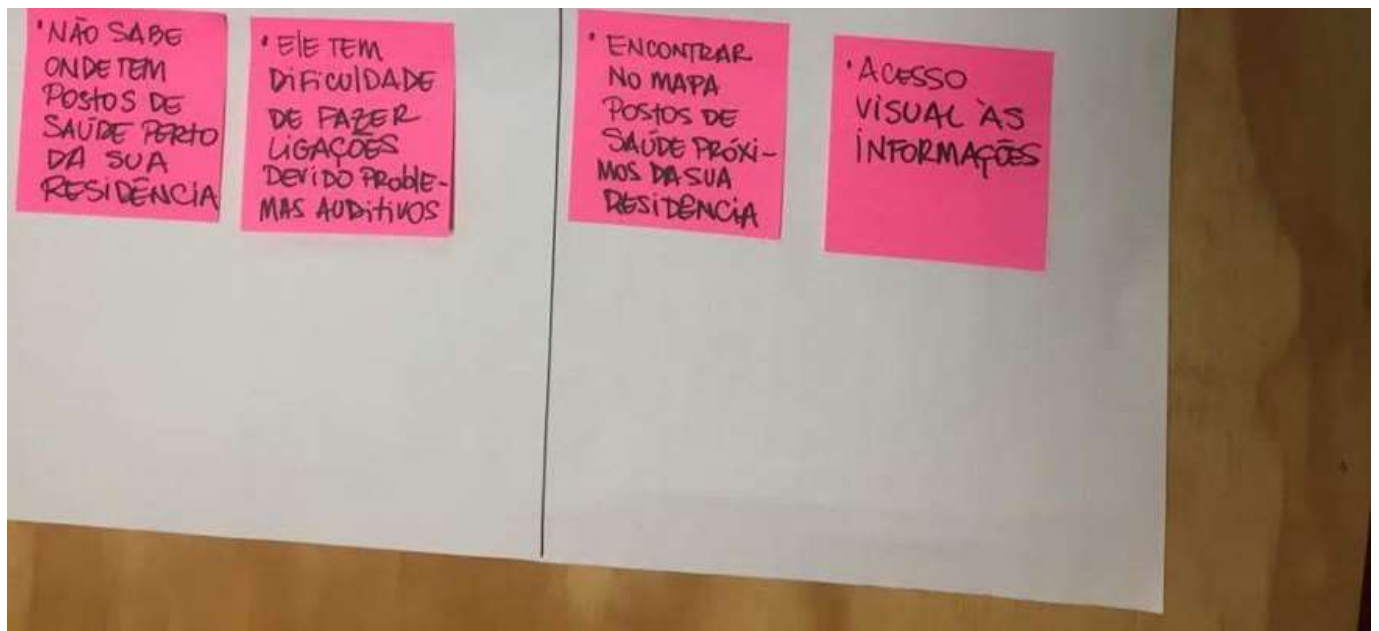 · NÃO SABE
ONDE TEM
POSTOS DE
SAÚDE PERTO
DA SUA
RESIDÊNCIA
· ElE TEM
DIFICULDADE
DE FAZER
LIGAÇÕES
DEVIDO PROBLE-
MAS AUDITIVOS
· ENCONTRAR
NO MAPA
POSTOS DE
SAÚDE PRÓXI-
MOS DA SUA
RESIDÊNCIA
· ACESSO
VISUAL ÀS
INFORMAÇÕES